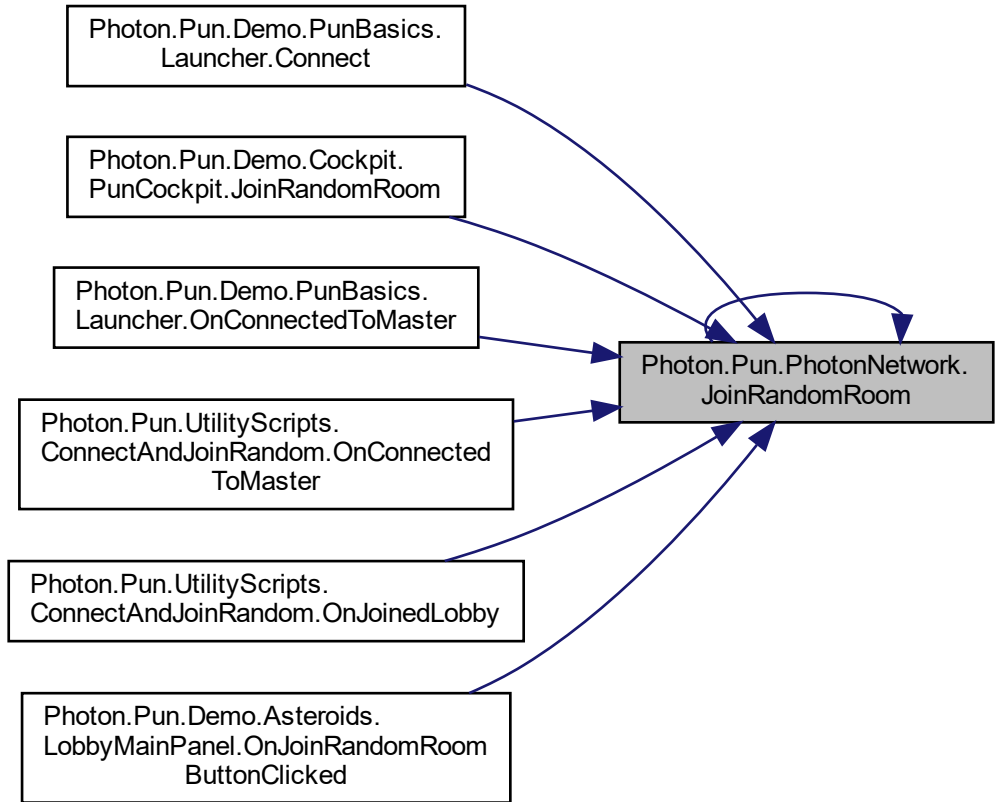 Photon.Pun.Demo.PunBasics.
Launcher.Connect
Photon.Pun.Demo.Cockpit.
PunCockpit.JoinRandomRoom
Photon.Pun.Demo.PunBasics.
Launcher.OnConnectedToMaster
Photon.Pun.PhotonNetwork.
JoinRandomRoom
Photon.Pun.UtilityScripts.
ConnectAndJoinRandom.OnConnected
ToMaster
Photon.Pun.UtilityScripts.
ConnectAndJoinRandom.OnJoinedLobby
Photon.Pun.Demo.Asteroids.
LobbyMainPanel.OnJoinRandomRoom
ButtonClicked